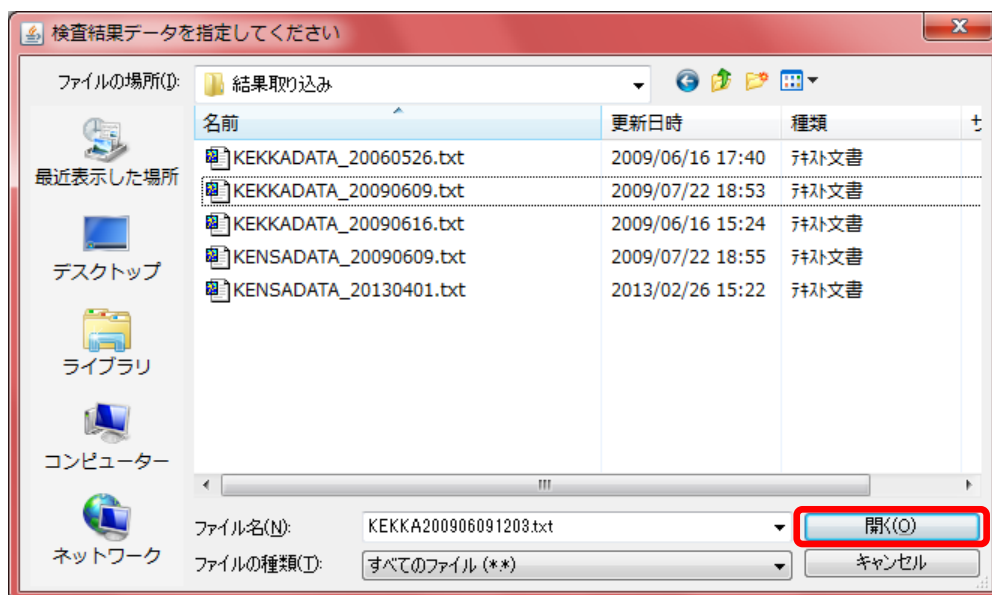 検査結果データを指定してください
ファイルの場所(I):
結果取り込み
名前 更新日時 種類 サ
KEKKADATA_20060526.txt 2009/06/16 17:40 テキスト文書
KEKKADATA_20090609.txt 2009/07/22 18:53 テキスト文書
KEKKADATA_20090616.txt 2009/06/16 15:24 テキスト文書
KENSADATA_20090609.txt 2009/07/22 18:55 テキスト文書
KENSADATA_20130401.txt 2013/02/26 15:22 テキスト文書
最近表示した場所
デスクトップ
ライブラリ
コンピューター
ネットワーク
ファイル名(N): KEKKA200906091203.txt 開く(O)
ファイルの種類(T): すべてのファイル (*.*) キャンセル